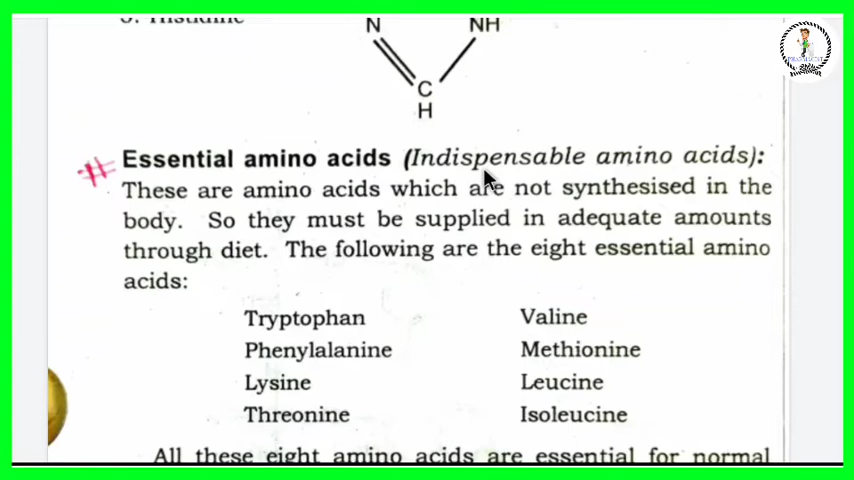 3. Histidine
N NH
C
H
# Essential amino acids (Indispensable amino acids):
These are amino acids which are not synthesised in the
body. So they must be supplied in adequate amounts
through diet. The following are the eight essential amino
acids:
Tryptophan Valine
Phenylalanine Methionine
Lysine Leucine
Threonine Isoleucine
All these eight amino acids are essential for normal